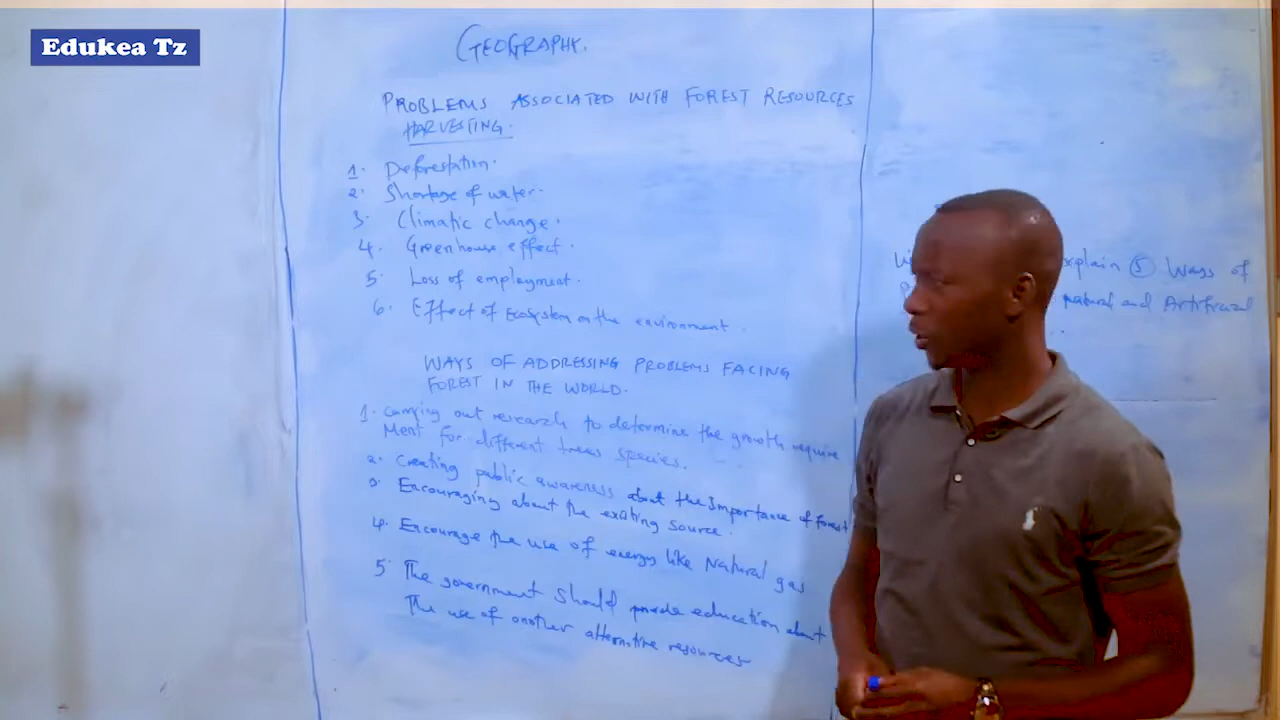 Edukea Tz
GEOGRAPHY.
PROBLEMS ASSOCIATED WITH FOREST RESOURCES
HARVESTING.
1. Deforestation.
2. Shortage of water.
3. Climatic change.
4. Greenhouse effect.
5. Loss of employment.
6. Effect of Ecosystem on the environment.
WAYS OF ADDRESSING PROBLEMS FACING
FOREST IN THE WORLD.
1. Carrying out research to determine the growth require
Ment for different trees species.
2. Creating public awareness about the Importance of forest
3. Encouraging about the existing source.
4. Encourage the use of energy like Natural gas
5. The government should provide education about
The use of another alternative resources
explain 5 Ways of
natural and Artificial